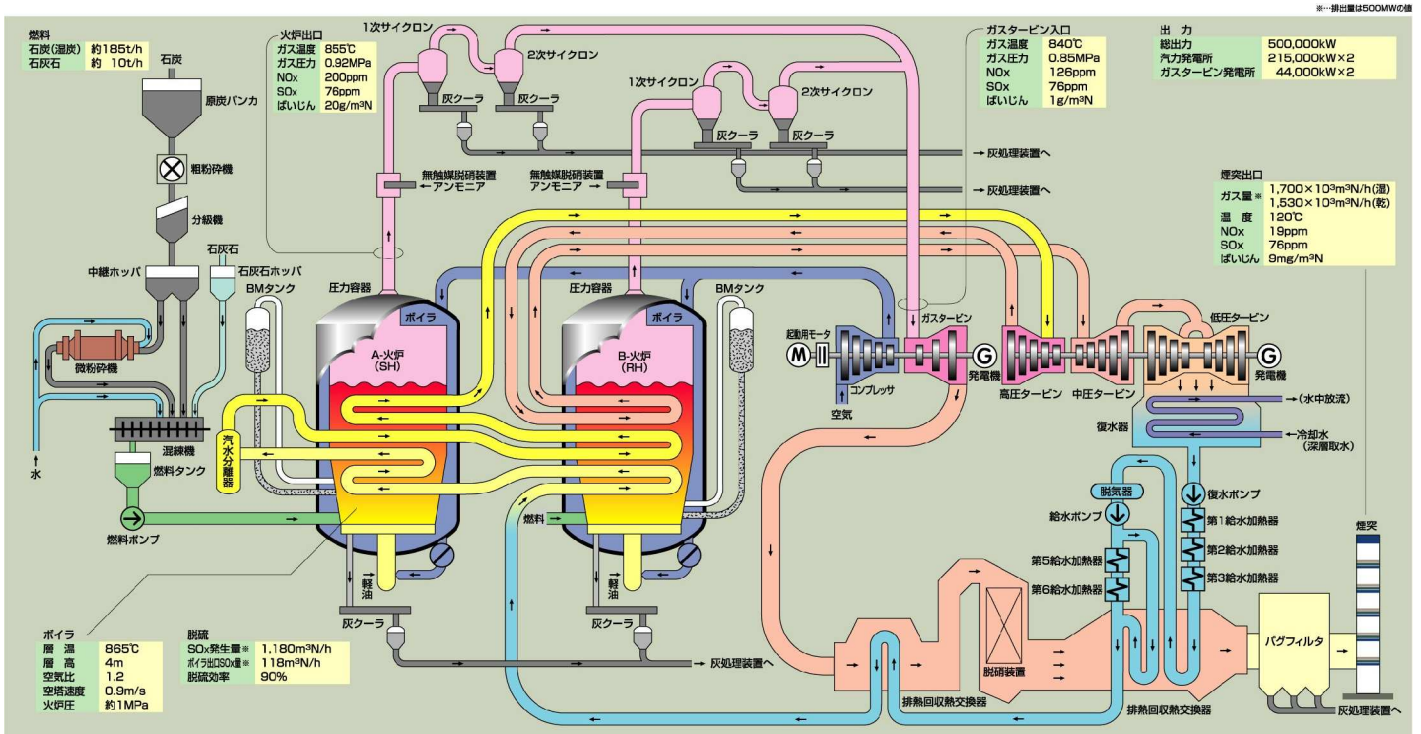 ※…排出量は500MWの値
燃料
石炭(湿炭) 約185t/h
石灰石 約 10t/h
火炉出口
ガス温度 855℃
ガス圧力 0.92MPa
NOx 200ppm
SOx 76ppm
ばいじん 20g/m³N
1次サイクロン
2次サイクロン
灰クーラ
灰クーラ
1次サイクロン
2次サイクロン
灰クーラ
灰クーラ
ガスタービン入口
ガス温度 840℃
ガス圧力 0.85MPa
NOx 126ppm
SOx 76ppm
ばいじん 1g/m³N
出 力
総出力 500,000kW
汽力発電所 215,000kW×2
ガスタービン発電所 44,000kW×2
→灰処理装置へ
→灰処理装置へ
石炭
原炭バンカ
粗粉砕機
分級機
石灰石
中継ホッパ
石灰石ホッパ
微粉砕機
水
混練機
燃料タンク
燃料ポンプ
無触媒脱硝装置
←アンモニア
無触媒脱硝装置
アンモニア→
煙突出口
ガス量※ 1,700×10³m³N/h(湿)
1,530×10³m³N/h(乾)
温 度 120℃
NOx 19ppm
SOx 76ppm
ばいじん 9mg/m³N
BMタンク
圧力容器
ボイラ
A-火炉
(SH)
汽水分離器
圧力容器
ボイラ
B-火炉
(RH)
BMタンク
燃料
軽油
灰クーラ
軽油
灰クーラ
→灰処理装置へ
起動用モータ
M
コンプレッサ
空気
ガスタービン
G
発電機
高圧タービン
中圧タービン
低圧タービン
G
発電機
→(水中放流)
復水器
←冷却水
(深層取水)
脱気器
給水ポンプ
復水ポンプ
第1給水加熱器
第2給水加熱器
第3給水加熱器
第5給水加熱器
第6給水加熱器
煙突
バグフィルタ
脱硝装置
排熱回収熱交換器
排熱回収熱交換器
灰処理装置へ
ボイラ
層 温 865℃
層 高 4m
空気比 1.2
空塔速度 0.9m/s
火炉圧 約1MPa
脱硫
SOx発生量※ 1,180m³N/h
ボイラ出口SOx量※ 118m³N/h
脱硫効率 90%